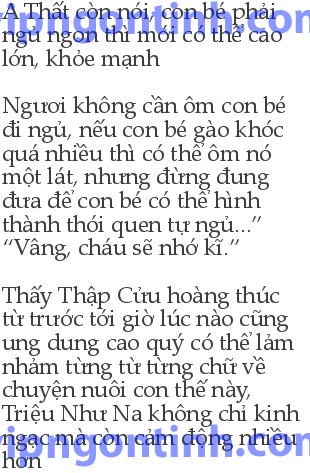 A Thất còn nói, con bé phải
ngủ ngon thì mới có thể cao
lớn, khỏe mạnh
Ngươi không cần ôm con bé
đi ngủ, nếu con bé gào khóc
quá nhiều thì có thể ôm nó
một lát, nhưng đừng đung
đưa để con bé có thể hình
thành thói quen tự ngủ...”
“Vâng, cháu sẽ nhớ kĩ.”
Thấy Thập Cửu hoàng thúc
từ trước tới giờ lúc nào cũng
ung dung cao quý có thể lảm
nhảm từng từ từng chữ về
chuyện nuôi con thế này,
Triệu Như Na không chỉ kinh
ngạc mà còn cảm động nhiều
hơn
vipngontinh.com